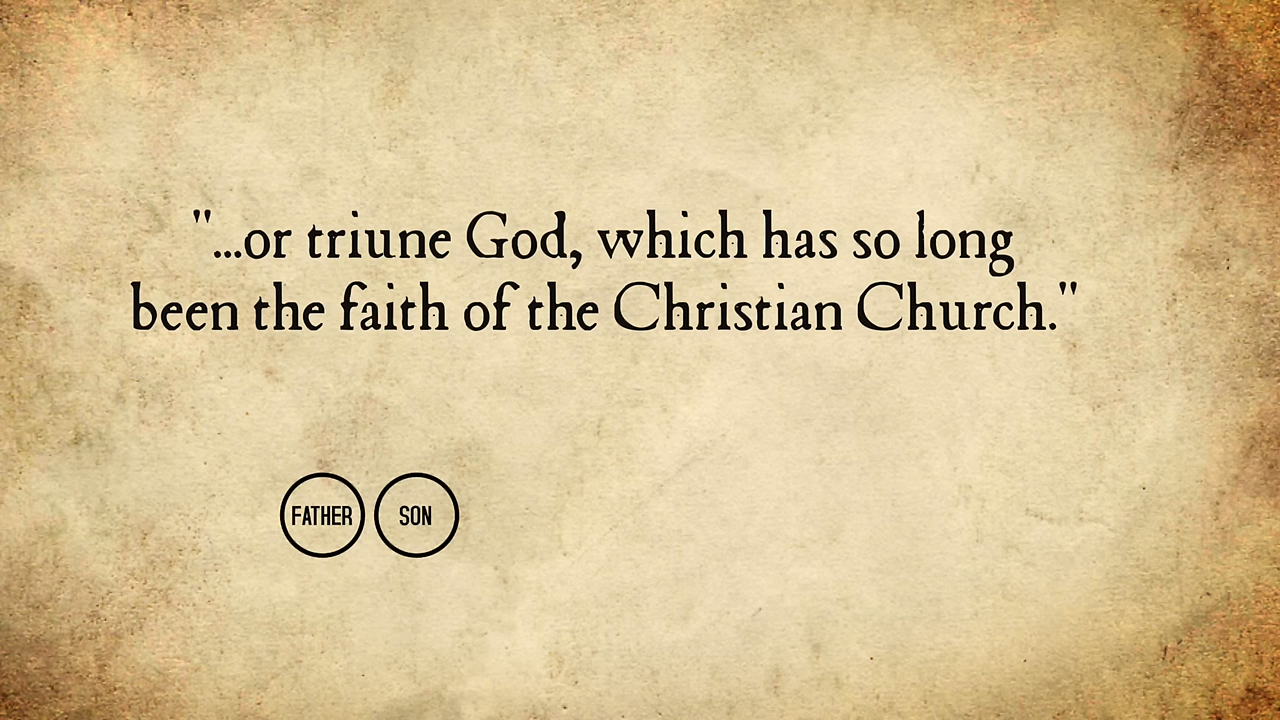 "...or triune God, which has so long
been the faith of the Christian Church."
FATHER SON